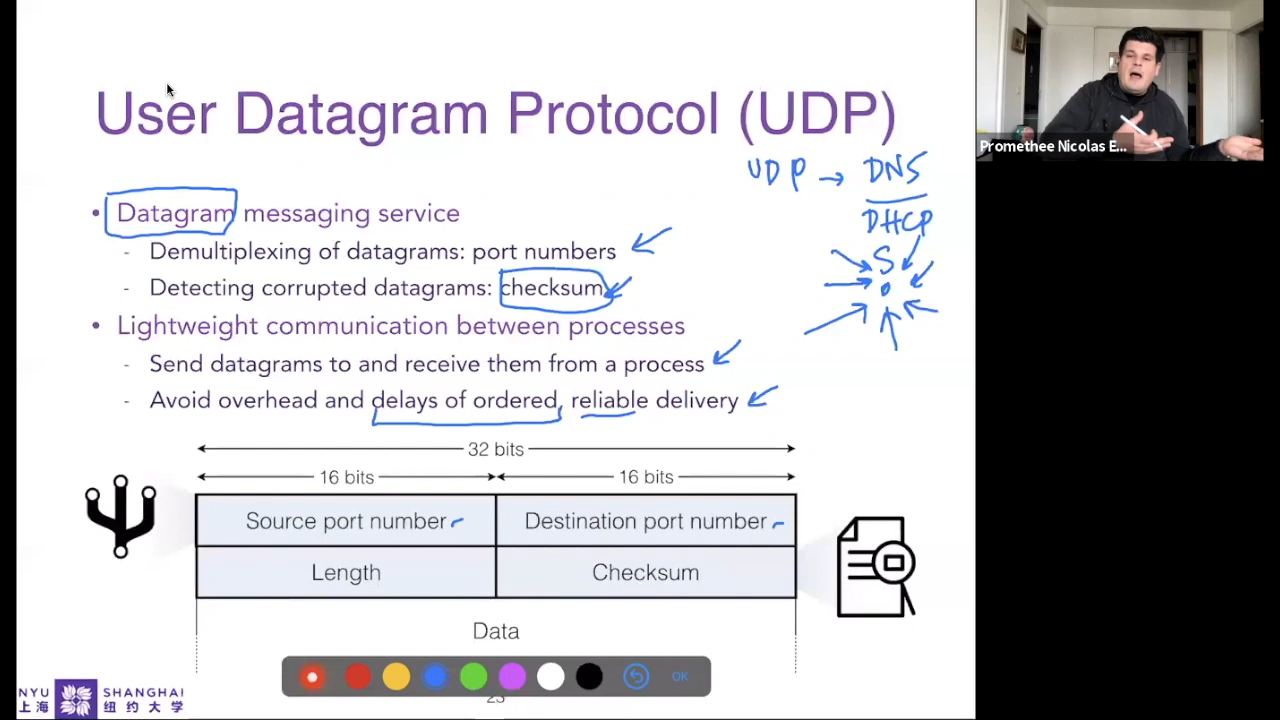 User Datagram Protocol (UDP)
UDP → DNS
DHCP
S
• Datagram messaging service
- Demultiplexing of datagrams: port numbers
- Detecting corrupted datagrams: checksum
• Lightweight communication between processes
- Send datagrams to and receive them from a process
- Avoid overhead and delays of ordered, reliable delivery
32 bits
16 bits 16 bits
Source port number Destination port number
Length Checksum
Data
OK
NYU SHANGHAI
上海 纽约大学
Promethee Nicolas E...